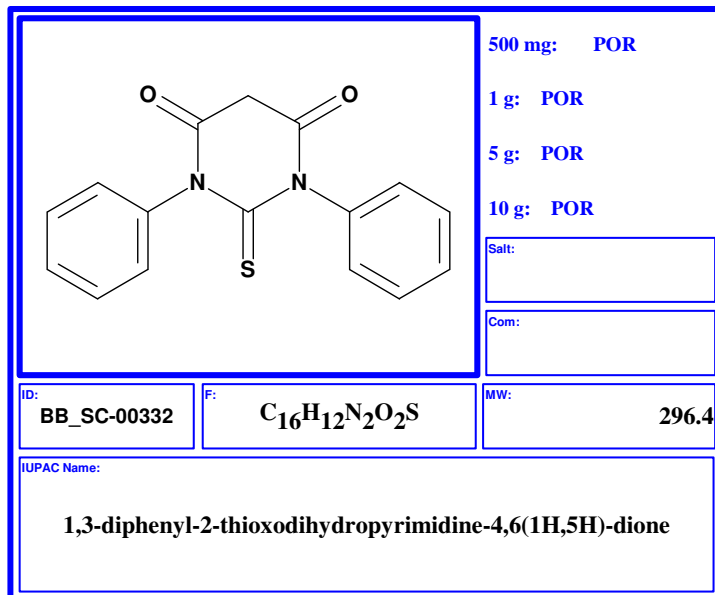 500 mg: POR
1 g: POR
5 g: POR
10 g: POR
O O
N N
S
Salt:
Com:
ID:
BB_SC-00332
F:
C16H12N2O2S
MW:
296.4
IUPAC Name:
1,3-diphenyl-2-thioxodihydropyrimidine-4,6(1H,5H)-dione